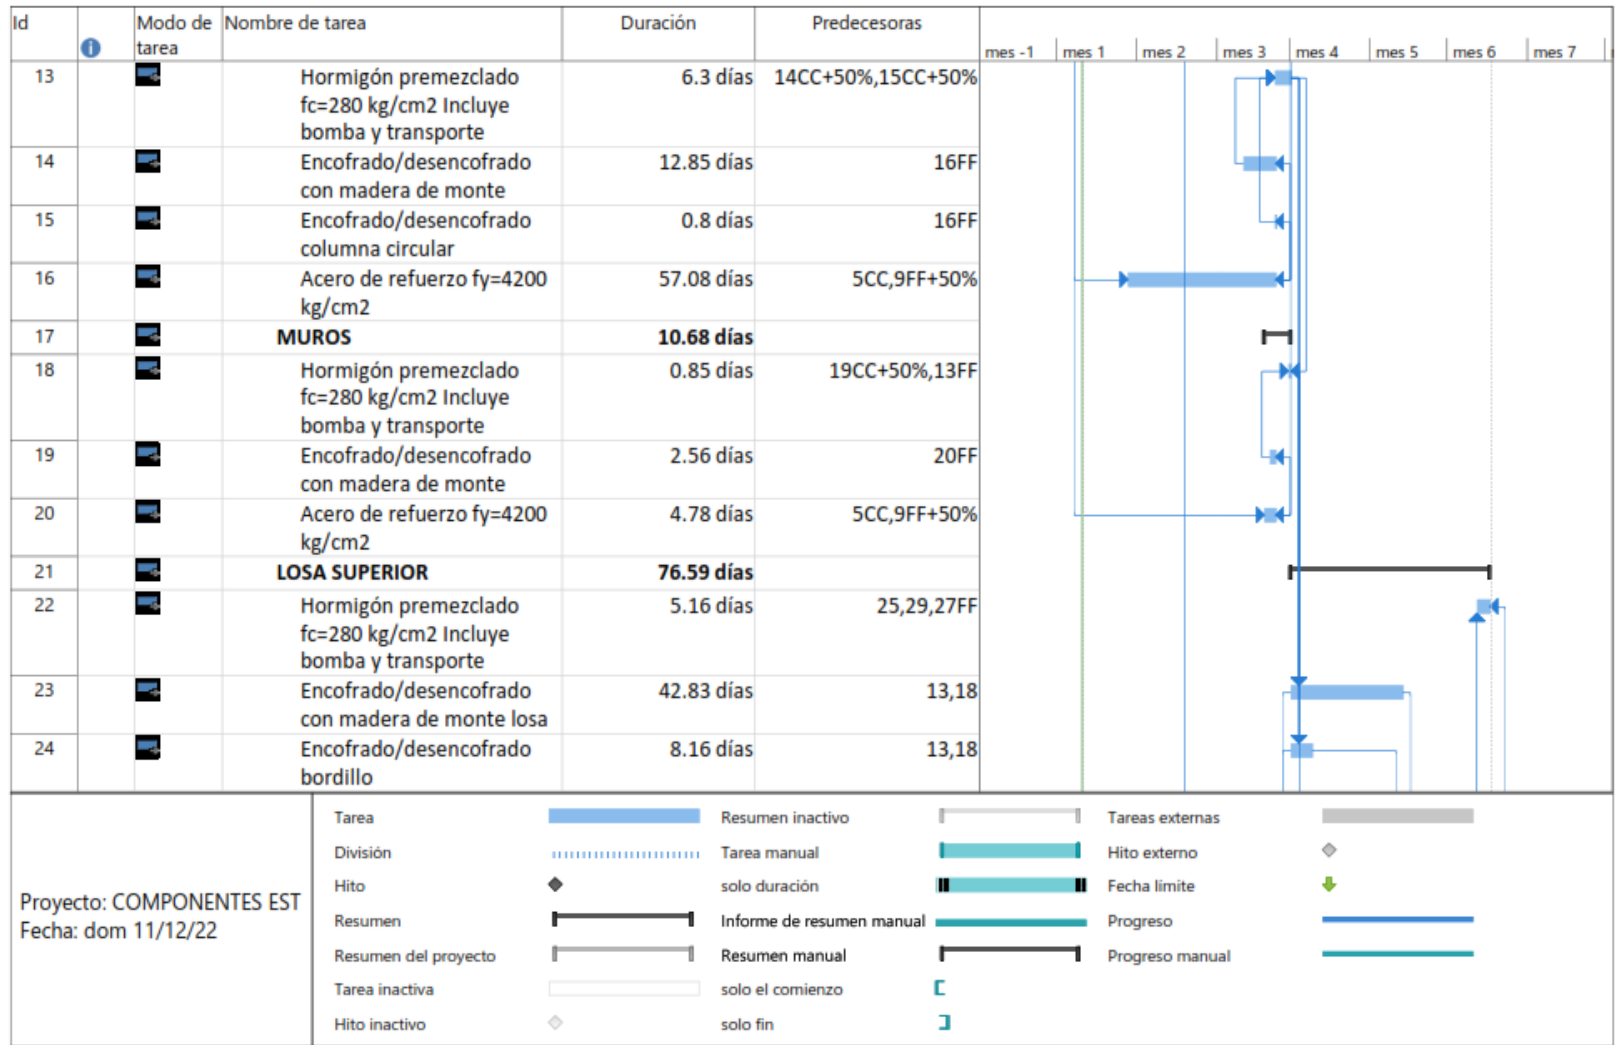 Id
Modo de
tarea
Nombre de tarea
Duración
Predecesoras
mes -1
mes 1
mes 2
mes 3
mes 4
mes 5
mes 6
mes 7
13
Hormigón premezclado
fc=280 kg/cm2 Incluye
bomba y transporte
6.3 días
14CC+50%,15CC+50%
14
Encofrado/desencofrado
con madera de monte
12.85 días
16FF
15
Encofrado/desencofrado
columna circular
0.8 días
16FF
16
Acero de refuerzo fy=4200
kg/cm2
57.08 días
5CC,9FF+50%
17
MUROS
10.68 días
18
Hormigón premezclado
fc=280 kg/cm2 Incluye
bomba y transporte
0.85 días
19CC+50%,13FF
19
Encofrado/desencofrado
con madera de monte
2.56 días
20FF
20
Acero de refuerzo fy=4200
kg/cm2
4.78 días
5CC,9FF+50%
21
LOSA SUPERIOR
76.59 días
22
Hormigón premezclado
fc=280 kg/cm2 Incluye
bomba y transporte
5.16 días
25,29,27FF
23
Encofrado/desencofrado
con madera de monte losa
42.83 días
13,18
24
Encofrado/desencofrado
bordillo
8.16 días
13,18
Proyecto: COMPONENTES EST
Fecha: dom 11/12/22
Tarea
División
Hito
Resumen
Resumen del proyecto
Tarea inactiva
Hito inactivo
Resumen inactivo
Tarea manual
solo duración
Informe de resumen manual
Resumen manual
solo el comienzo
solo fin
Tareas externas
Hito externo
Fecha límite
Progreso
Progreso manual